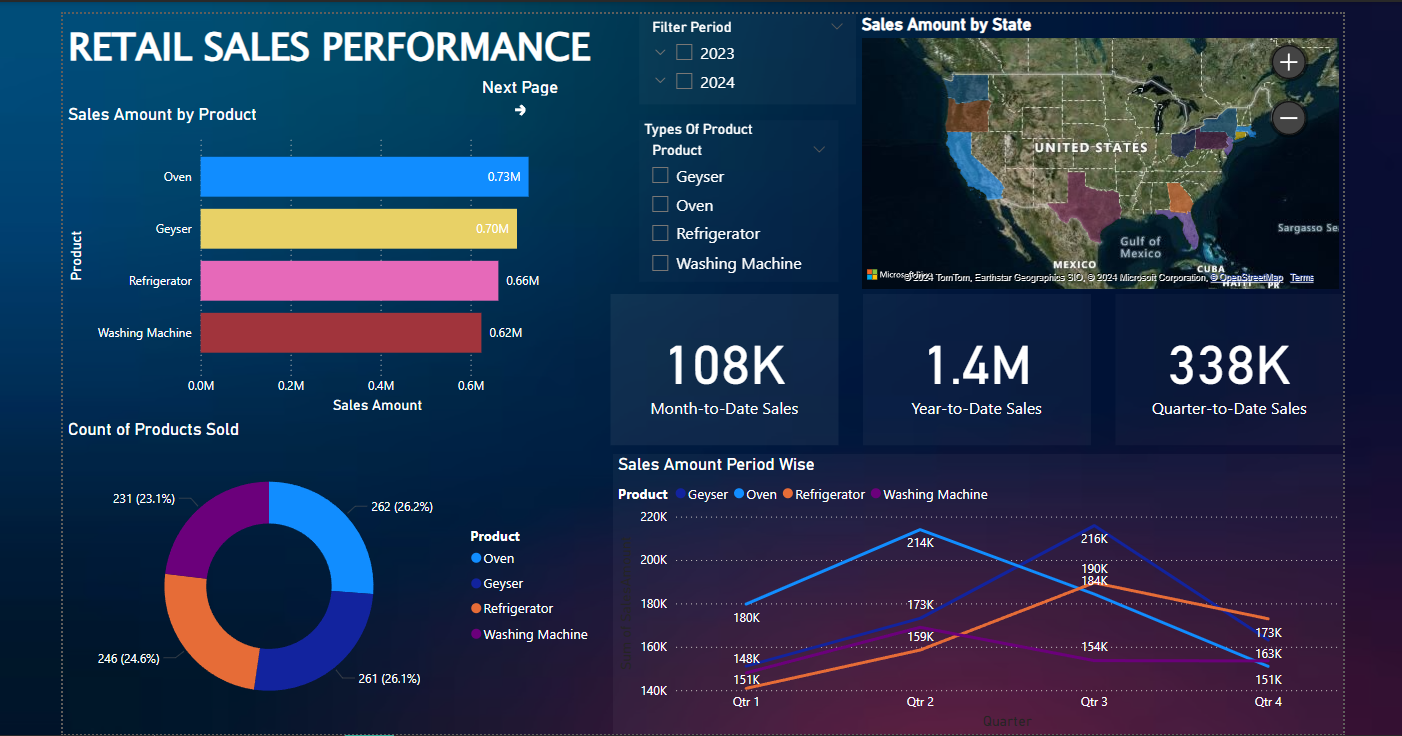 RETAIL SALES PERFORMANCE
Next Page
Sales Amount by Product
Product
Oven
0.73M
Geyser
0.70M
Refrigerator
0.66M
Washing Machine
0.62M
0.0M 0.2M 0.4M 0.6M
Sales Amount
Filter Period
2023
2024
Types Of Product
Product
Geyser
Oven
Refrigerator
Washing Machine
Sales Amount by State
UNITED STATES
Gulf of
Mexico
Sargasso Se
MEXICO
CUBA
HAITI
PR
© 2024 TomTom, Earthstar Geographics SIO, © 2024 Microsoft Corporation, © OpenStreetMap Terms
108K
Month-to-Date Sales
1.4M
Year-to-Date Sales
338K
Quarter-to-Date Sales
Count of Products Sold
231 (23.1%)
262 (26.2%)
246 (24.6%)
261 (26.1%)
Product
Oven
Geyser
Refrigerator
Washing Machine
Sales Amount Period Wise
Product Geyser Oven Refrigerator Washing Machine
220K
200K
180K
160K
140K
180K
148K
151K
214K
173K
159K
216K
190K
184K
154K
173K
163K
151K
Qtr 1 Qtr 2 Qtr 3 Qtr 4
Quarter